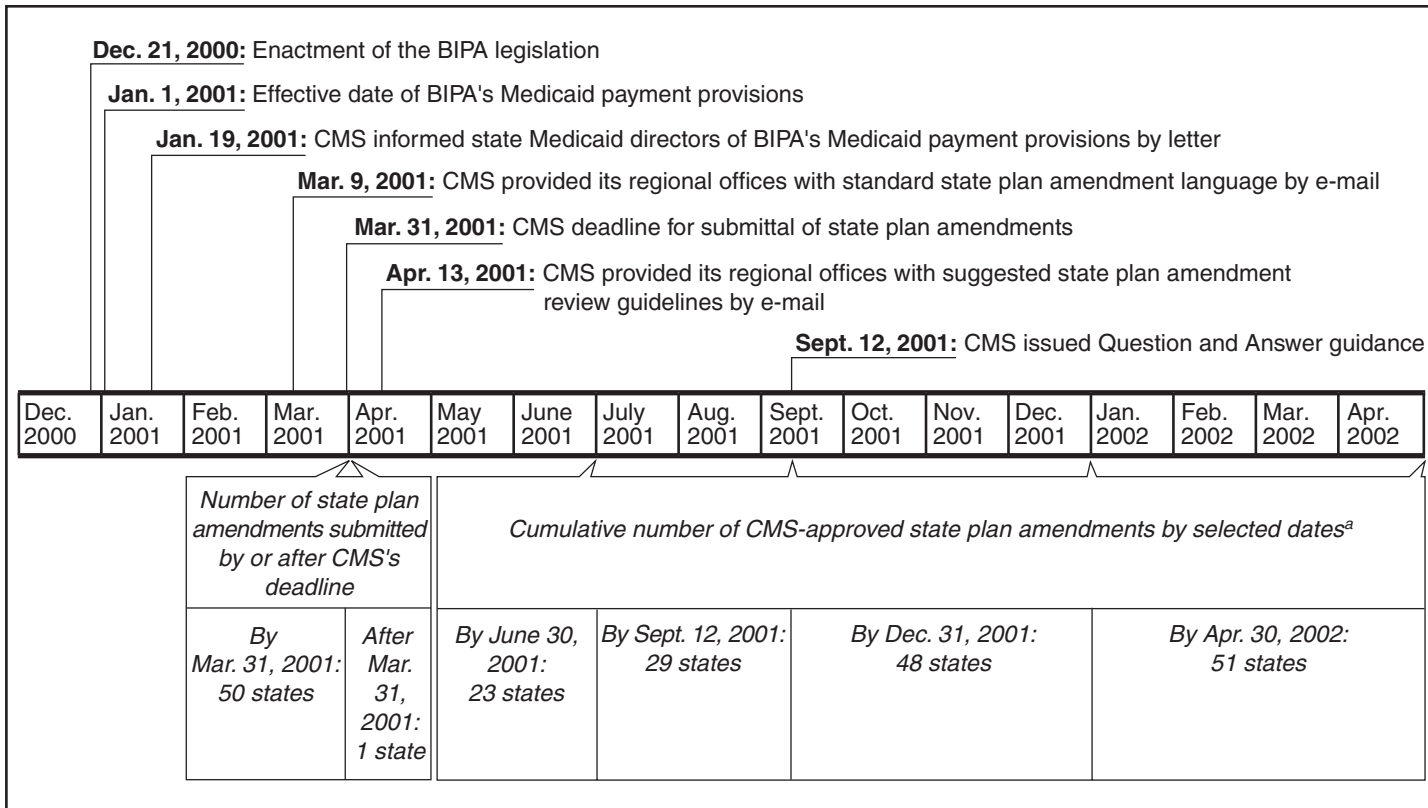 Dec. 21, 2000: Enactment of the BIPA legislation
Jan. 1, 2001: Effective date of BIPA's Medicaid payment provisions
Jan. 19, 2001: CMS informed state Medicaid directors of BIPA's Medicaid payment provisions by letter
Mar. 9, 2001: CMS provided its regional offices with standard state plan amendment language by e-mail
Mar. 31, 2001: CMS deadline for submittal of state plan amendments
Apr. 13, 2001: CMS provided its regional offices with suggested state plan amendment
review guidelines by e-mail
Sept. 12, 2001: CMS issued Question and Answer guidance
Dec. 2000
Jan. 2001
Feb. 2001
Mar. 2001
Apr. 2001
May 2001
June 2001
July 2001
Aug. 2001
Sept. 2001
Oct. 2001
Nov. 2001
Dec. 2001
Jan. 2002
Feb. 2002
Mar. 2002
Apr. 2002
Number of state plan
amendments submitted
by or after CMS's
deadline
Cumulative number of CMS-approved state plan amendments by selected datesa
By
Mar. 31, 2001:
50 states
After
Mar.
31,
2001:
1 state
By June 30,
2001:
23 states
By Sept. 12, 2001:
29 states
By Dec. 31, 2001:
48 states
By Apr. 30, 2002:
51 states